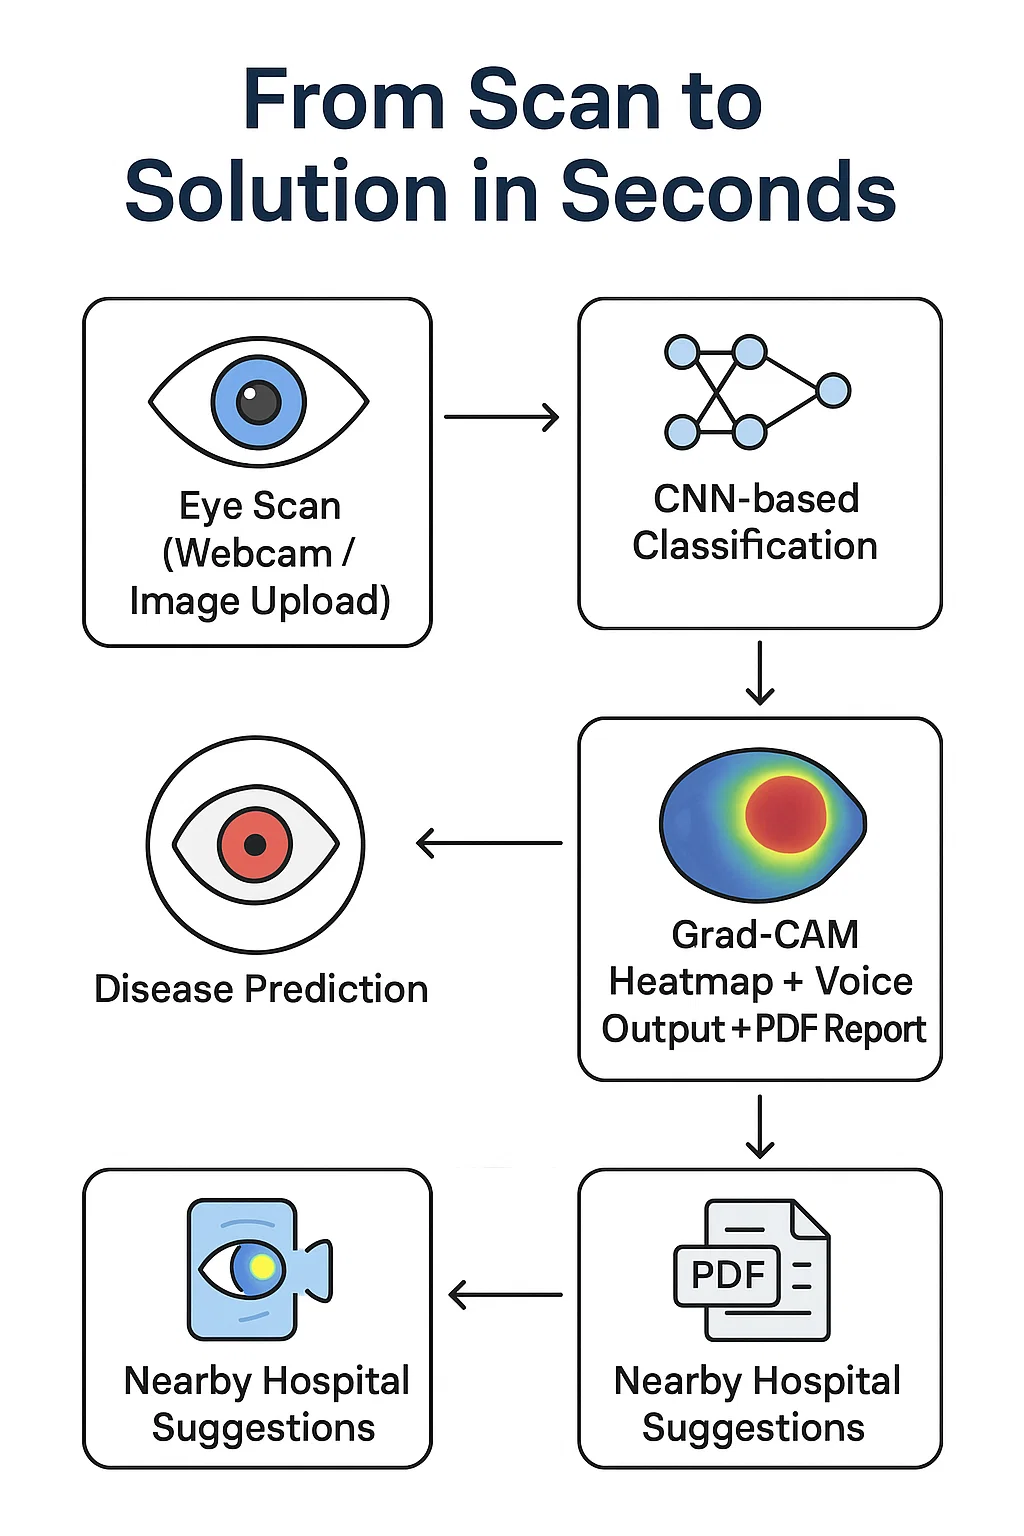 From Scan to
Solution in Seconds
Eye Scan
(Webcam /
Image Upload)
CNN-based
Classification
Grad-CAM
Heatmap + Voice
Output + PDF Report
Disease Prediction
PDF
Nearby Hospital
Suggestions
Nearby Hospital
Suggestions